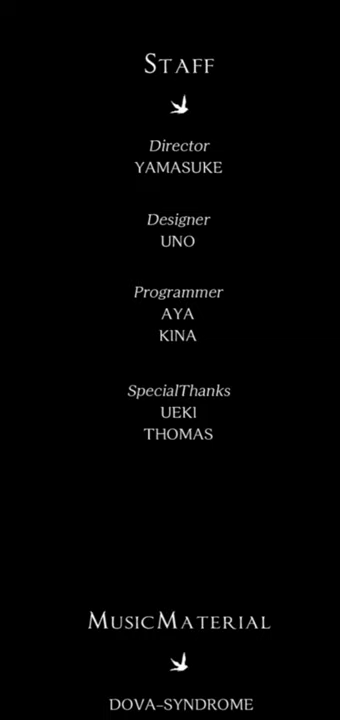 STAFF
Director
YAMASUKE
Designer
UNO
Programmer
AYA
KINA
SpecialThanks
UEKI
THOMAS
MUSICMATERIAL
DOVA-SYNDROME